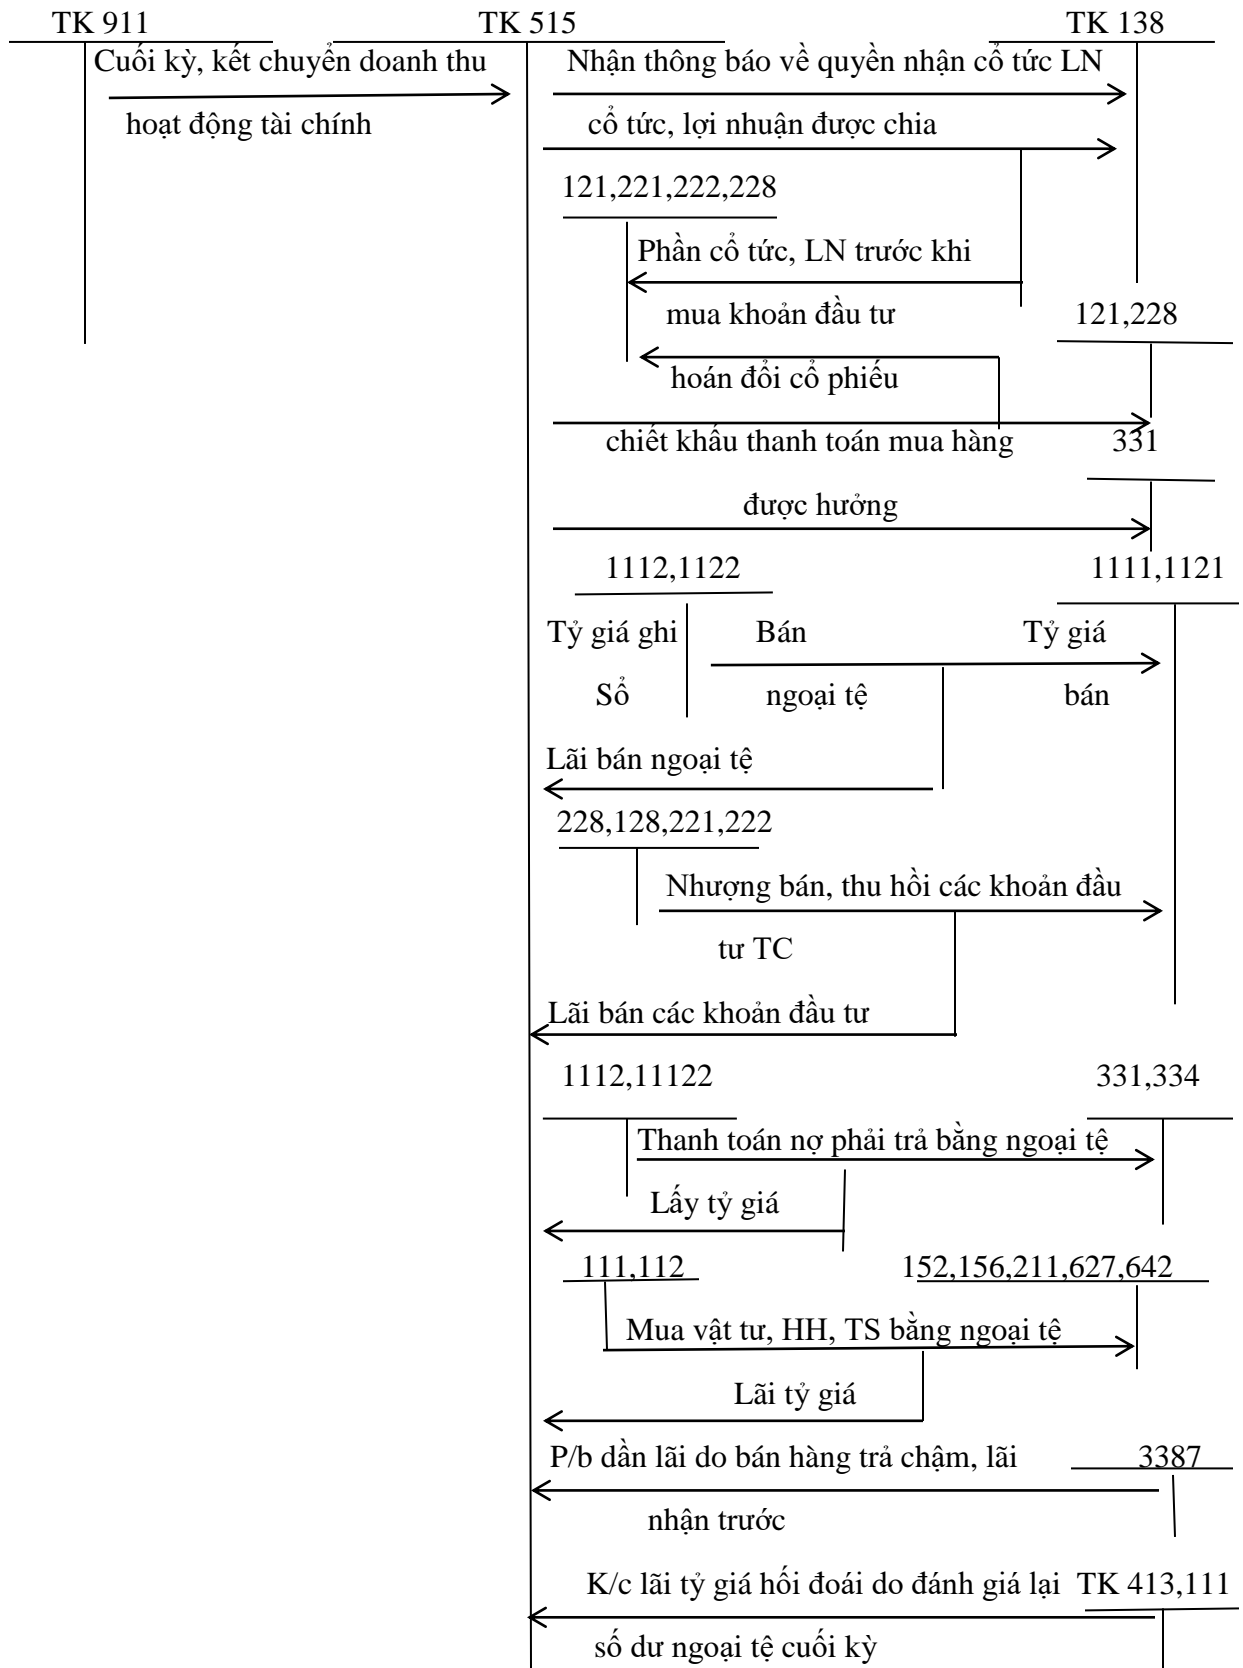 TK 911 TK 515 TK 138
Cuối kỳ, kết chuyển doanh thu Nhận thông báo về quyền nhận cổ tức LN
hoạt động tài chính cổ tức, lợi nhuận được chia
121,221,222,228
Phần cổ tức, LN trước khi
mua khoản đầu tư 121,228
hoán đổi cổ phiếu
chiết khấu thanh toán mua hàng 331
được hưởng
1112,1122 1111,1121
Tỷ giá ghi Bán Tỷ giá
Sổ ngoại tệ bán
Lãi bán ngoại tệ
228,128,221,222
Nhượng bán, thu hồi các khoản đầu
tư TC
Lãi bán các khoản đầu tư
1112,11122 331,334
Thanh toán nợ phải trả bằng ngoại tệ
Lấy tỷ giá
111,112 152,156,211,627,642
Mua vật tư, HH, TS bằng ngoại tệ
Lãi tỷ giá
P/b dần lãi do bán hàng trả chậm, lãi 3387
nhận trước
K/c lãi tỷ giá hối đoái do đánh giá lại TK 413,111
số dư ngoại tệ cuối kỳ